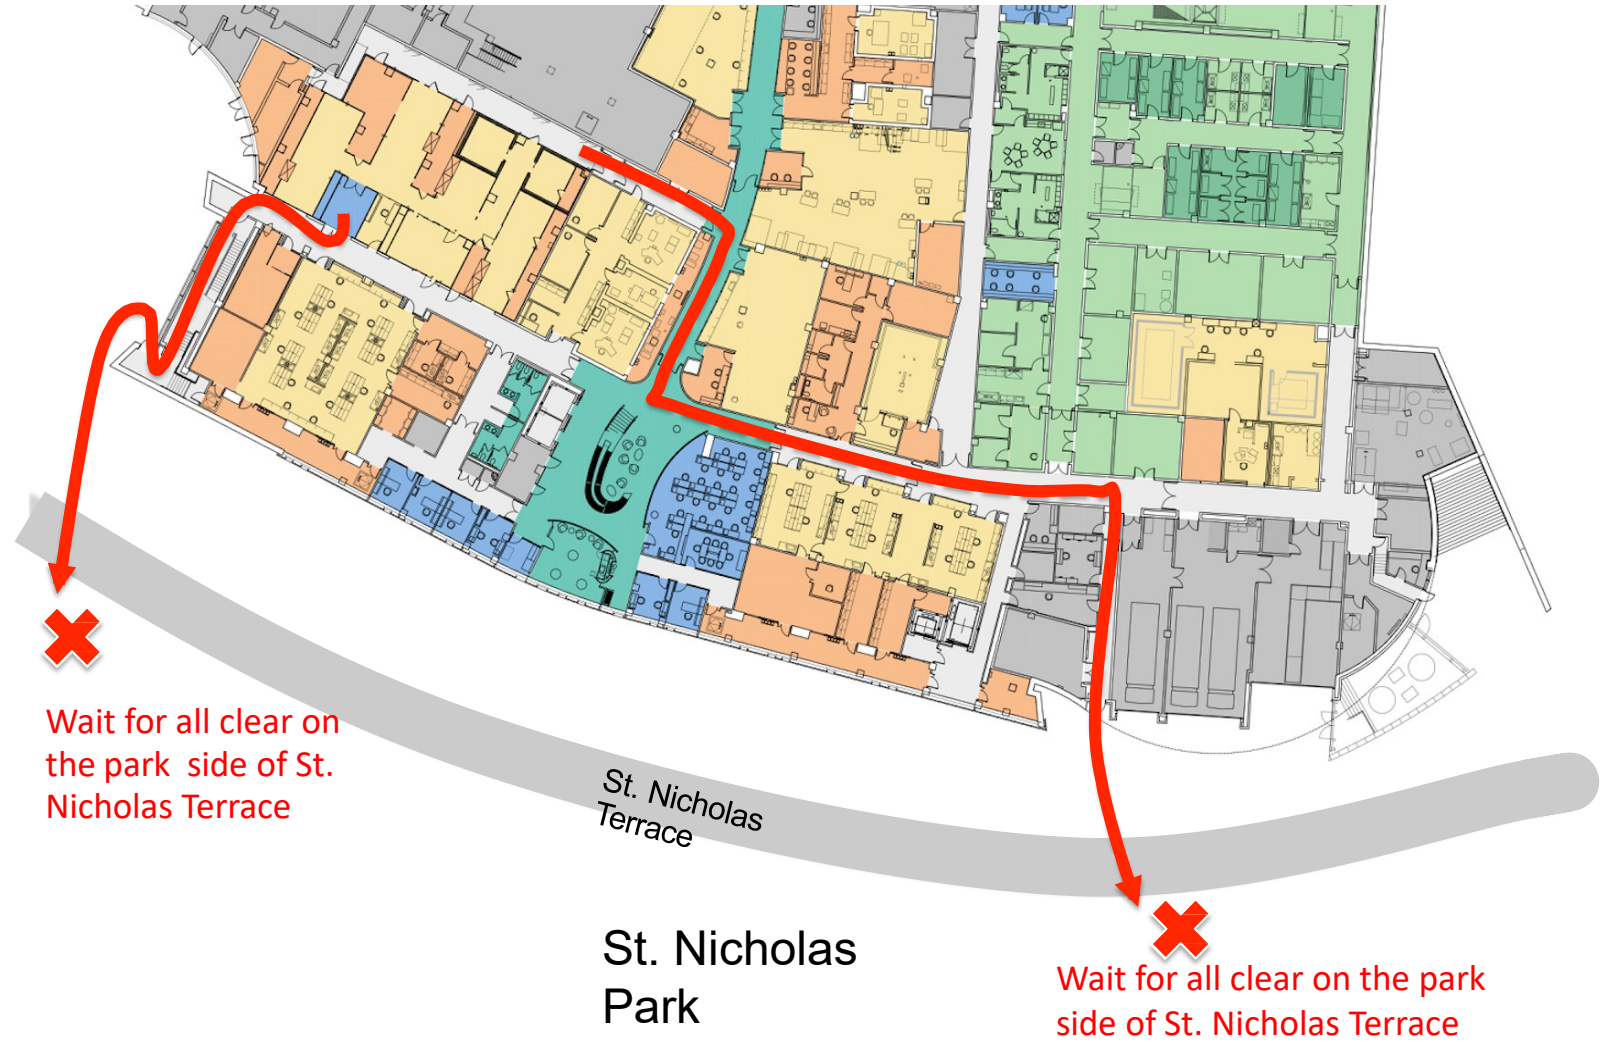 Wait for all clear on
the park side of St.
Nicholas Terrace
St. Nicholas
Terrace
St. Nicholas
Park
Wait for all clear on the park
side of St. Nicholas Terrace